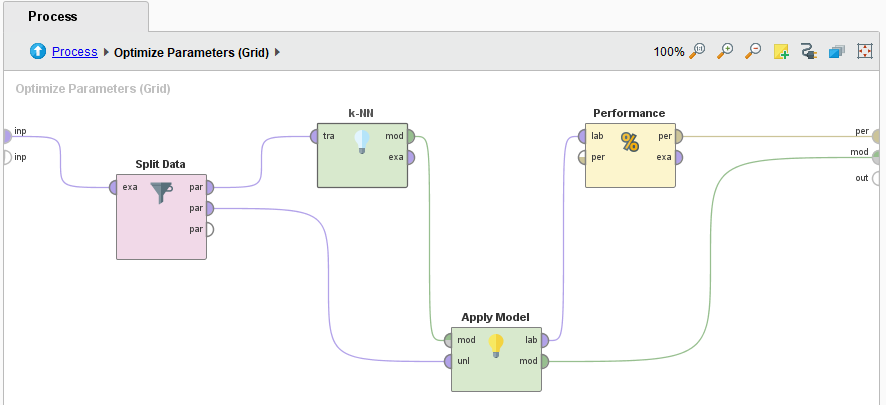 Process
Process Optimize Parameters (Grid)
100%
Optimize Parameters (Grid)
inp
inp
Split Data
exa par
par
par
k-NN
tra mod
exa
Performance
lab per
per exa
Apply Model
mod lab
unl mod
per
mod
out